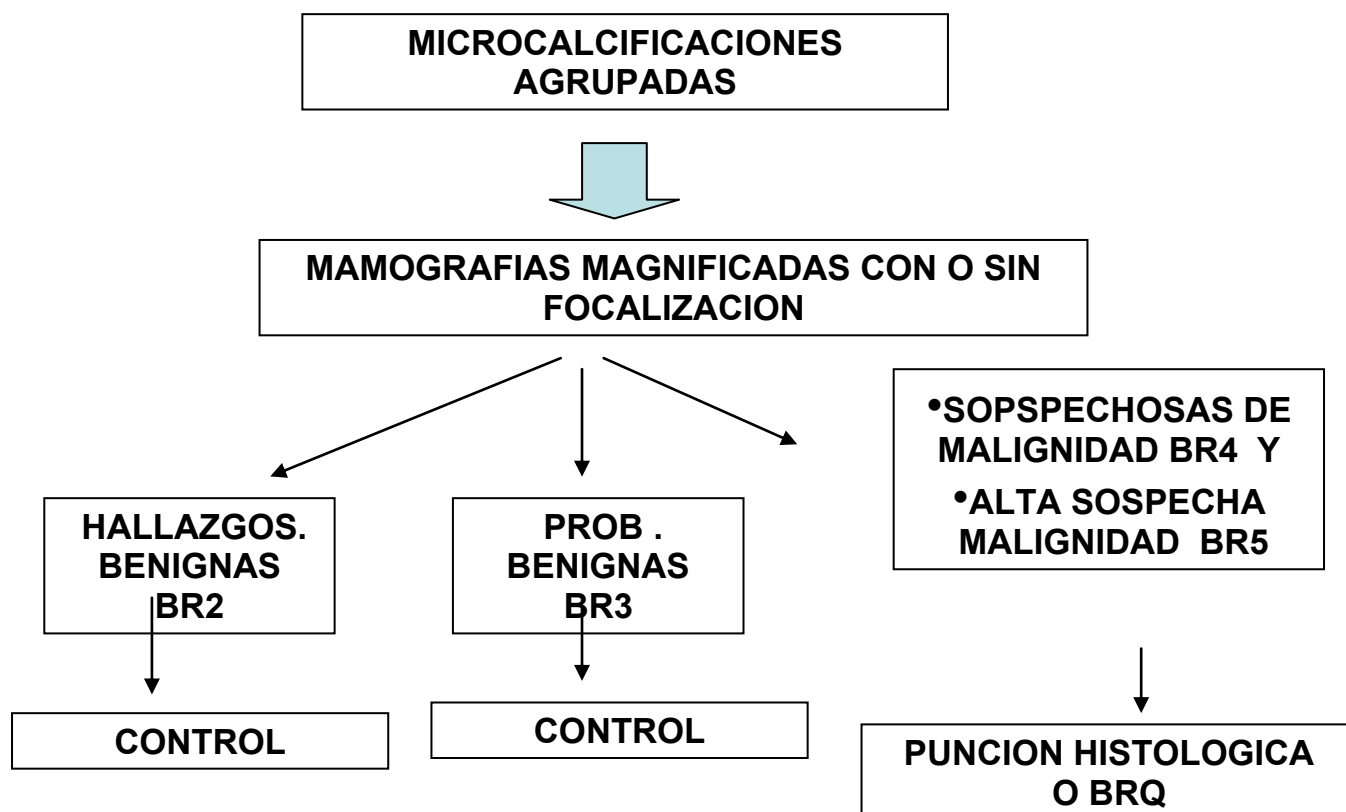 MICROCALCIFICACIONES
AGRUPADAS
MAMOGRAFIAS MAGNIFICADAS CON O SIN
FOCALIZACION
•SOPSPECHOSAS DE
MALIGNIDAD BR4 Y
•ALTA SOSPECHA
MALIGNIDAD BR5
HALLAZGOS.
BENIGNAS
BR2
PROB .
BENIGNAS
BR3
CONTROL
CONTROL
PUNCION HISTOLOGICA
O BRQ